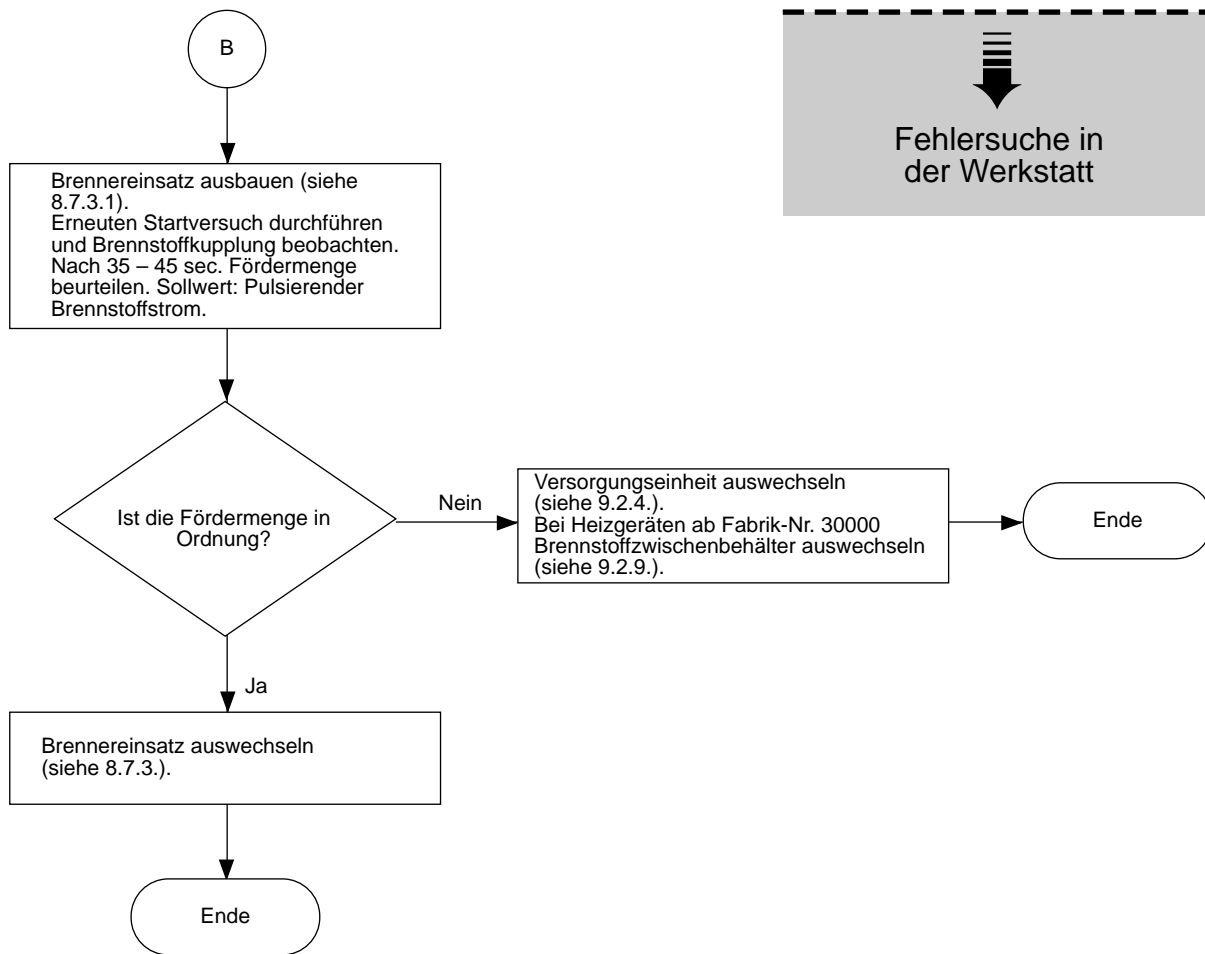 B
Fehlersuche in
der Werkstatt
Brennereinsatz ausbauen (siehe
8.7.3.1).
Erneuten Startversuch durchführen
und Brennstoffkupplung beobachten.
Nach 35 – 45 sec. Fördermenge
beurteilen. Sollwert: Pulsierender
Brennstoffstrom.
Ist die Fördermenge in
Ordnung?
Nein
Versorgungseinheit auswechseln
(siehe 9.2.4.).
Bei Heizgeräten ab Fabrik-Nr. 30000
Brennstoffzwischenbehälter auswechseln
(siehe 9.2.9.).
Ende
Ja
Brennereinsatz auswechseln
(siehe 8.7.3.).
Ende